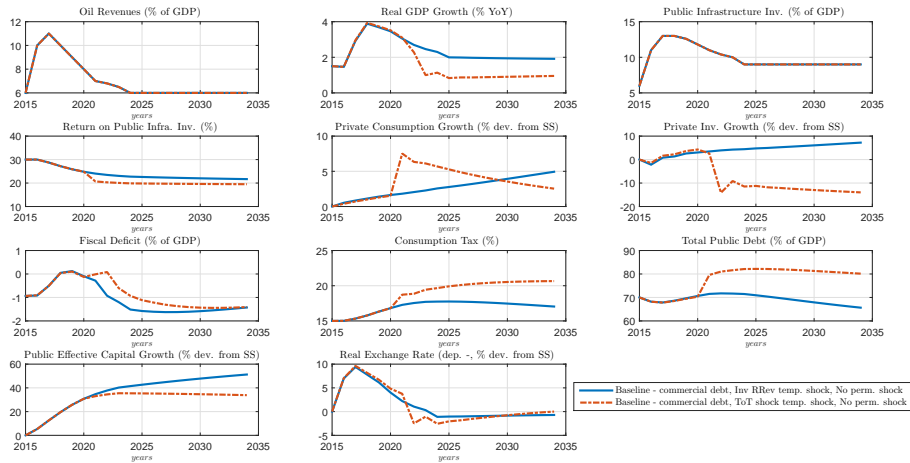 Oil Revenues (% of GDP)
12
10
8
6
2015 2020 2025 2030 2035
years
Real GDP Growth (% YoY)
4
2
0
2015 2020 2025 2030 2035
years
Public Infrastructure Inv. (% of GDP)
15
10
5
2015 2020 2025 2030 2035
years
Return on Public Infra. Inv. (%)
40
30
20
10
2015 2020 2025 2030 2035
Private Consumption Growth (% dev. from SS)
10
5
0
2015 2020 2025 2030 2035
Private Inv. Growth (% dev. from SS)
10
0
-10
-20
2015 2020 2025 2030 2035
Fiscal Deficit (% of GDP)
1
0
-1
-2
2015 2020 2025 2030 2035
Consumption Tax (%)
25
20
15
2015 2020 2025 2030 2035
Total Public Debt (% of GDP)
90
80
70
60
2015 2020 2025 2030 2035
Public Effective Capital Growth (% dev. from SS)
60
40
20
0
2015 2020 2025 2030 2035
years
Real Exchange Rate (dep. -, % dev. from SS)
10
5
0
-5
2015 2020 2025 2030 2035
years
Baseline - commercial debt, Inv RRev temp. shock, No perm. shock
Baseline - commercial debt, ToT shock temp. shock, No perm. shock